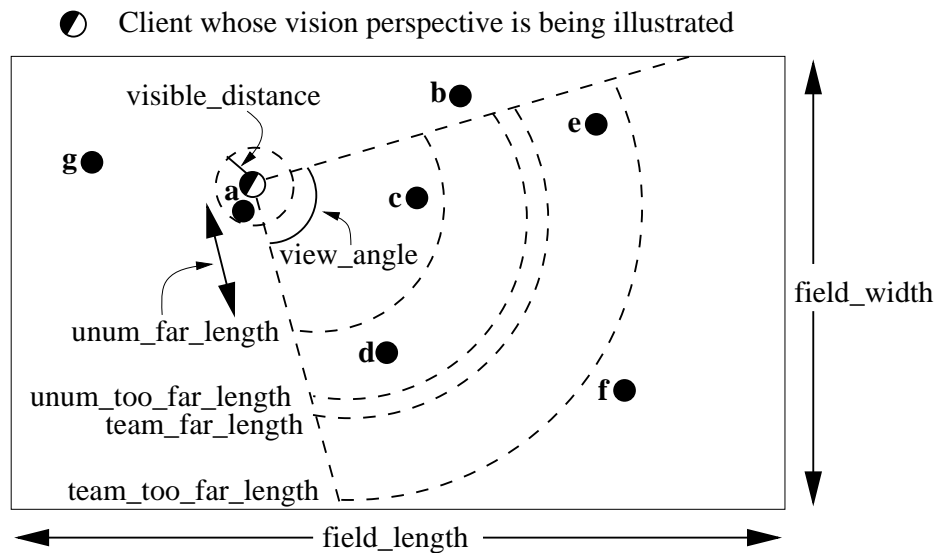 Client whose vision perspective is being illustrated
visible_distance
b
e
g
a
c
view_angle
field_width
unum_far_length
d
f
unum_too_far_length
team_far_length
team_too_far_length
field_length